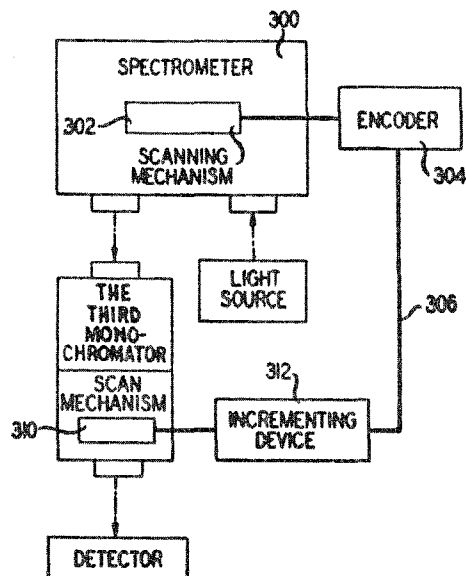 300
SPECTROMETER
302
SCANNING
MECHANISM
ENCODER
304
THE
THIRD
MONO-
CHROMATOR
LIGHT
SOURCE
306
SCAN
MECHANISM
310
312
INCREMENTING
DEVICE
DETECTOR